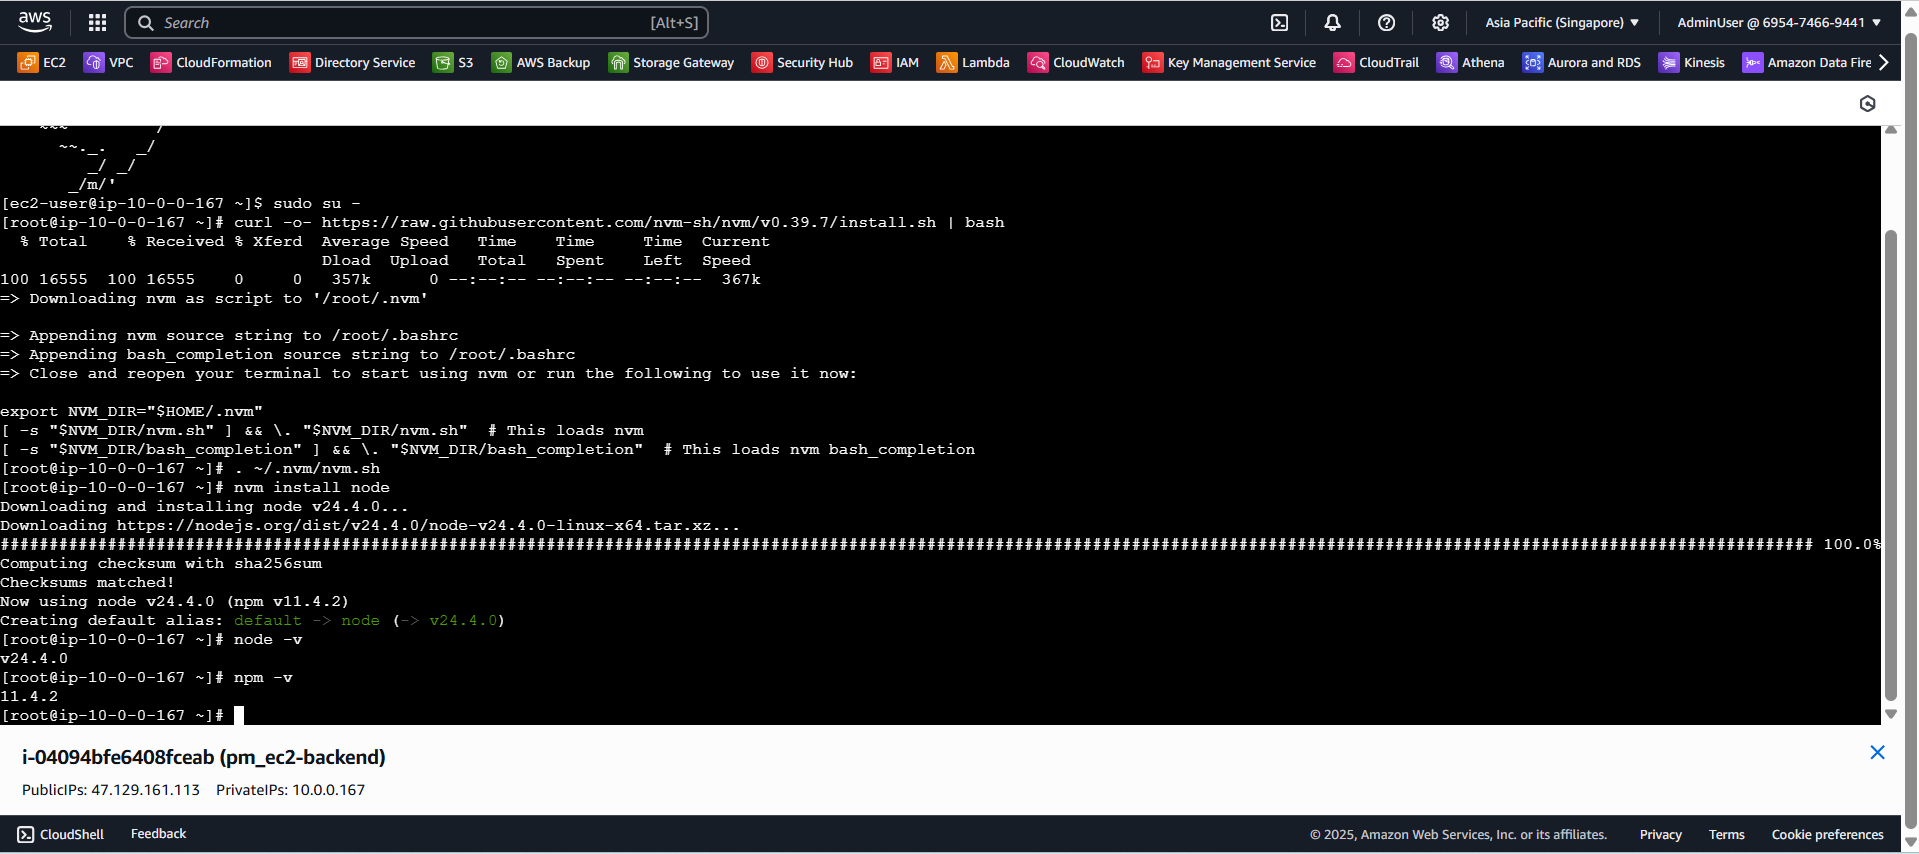 aws Search [Alt+S] Asia Pacific (Singapore) ▼ AdminUser @ 6954-7466-9441 ▼
EC2 VPC CloudFormation Directory Service S3 AWS Backup Storage Gateway Security Hub IAM Lambda CloudWatch Key Management Service CloudTrail Athena Aurora and RDS Kinesis Amazon Data Fire
~~~ /
~~._. _/
_/ _/
_/m/'
[ec2-user@ip-10-0-0-167 ~]$ sudo su -
[root@ip-10-0-0-167 ~]# curl -o- https://raw.githubusercontent.com/nvm-sh/nvm/v0.39.7/install.sh | bash
% Total % Received % Xferd Average Speed Time Time Time Current
Dload Upload Total Spent Left Speed
100 16555 100 16555 0 0 357k 0 --:--:-- --:--:-- --:--:-- 367k
=> Downloading nvm as script to '/root/.nvm'
=> Appending nvm source string to /root/.bashrc
=> Appending bash_completion source string to /root/.bashrc
=> Close and reopen your terminal to start using nvm or run the following to use it now:
export NVM_DIR="$HOME/.nvm"
[ -s "$NVM_DIR/nvm.sh" ] && \. "$NVM_DIR/nvm.sh" # This loads nvm
[ -s "$NVM_DIR/bash_completion" ] && \. "$NVM_DIR/bash_completion" # This loads nvm bash_completion
[root@ip-10-0-0-167 ~]# . ~/.nvm/nvm.sh
[root@ip-10-0-0-167 ~]# nvm install node
Downloading and installing node v24.4.0...
Downloading https://nodejs.org/dist/v24.4.0/node-v24.4.0-linux-x64.tar.xz...
########################################################################################################################################################################################## 100.0%
Computing checksum with sha256sum
Checksums matched!
Now using node v24.4.0 (npm v11.4.2)
Creating default alias: default -> node (-> v24.4.0)
[root@ip-10-0-0-167 ~]# node -v
v24.4.0
[root@ip-10-0-0-167 ~]# npm -v
11.4.2
[root@ip-10-0-0-167 ~]#
i-04094bfe6408fceab (pm_ec2-backend)
PublicIPs: 47.129.161.113 PrivateIPs: 10.0.0.167
CloudShell Feedback © 2025, Amazon Web Services, Inc. or its affiliates. Privacy Terms Cookie preferences